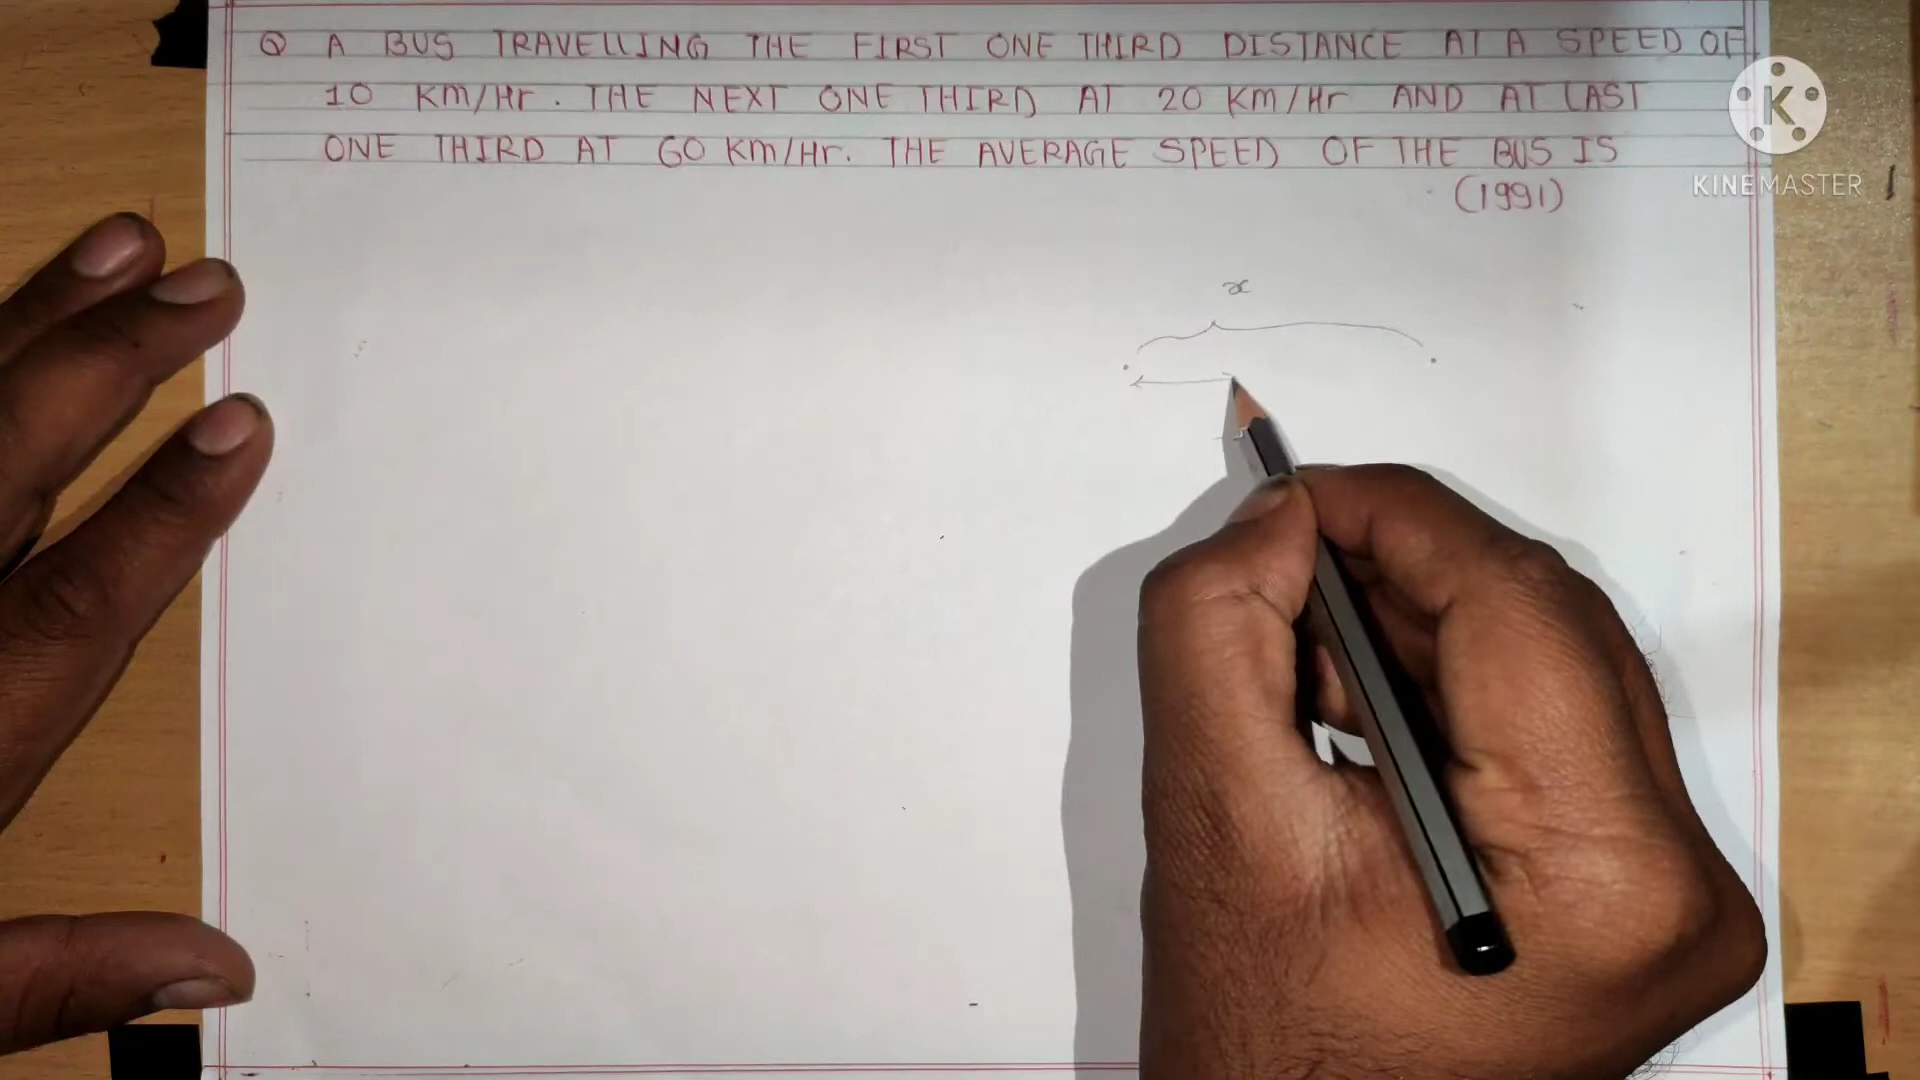 Q A BUS TRAVELLING THE FIRST ONE THIRD DISTANCE AT A SPEED OF
10 KM/Hr. THE NEXT ONE THIRD AT 20 KM/Hr AND AT LAST
ONE THIRD AT 60 KM/Hr. THE AVERAGE SPEED OF THE BUS IS
(1991)
K
KINEMASTER
x